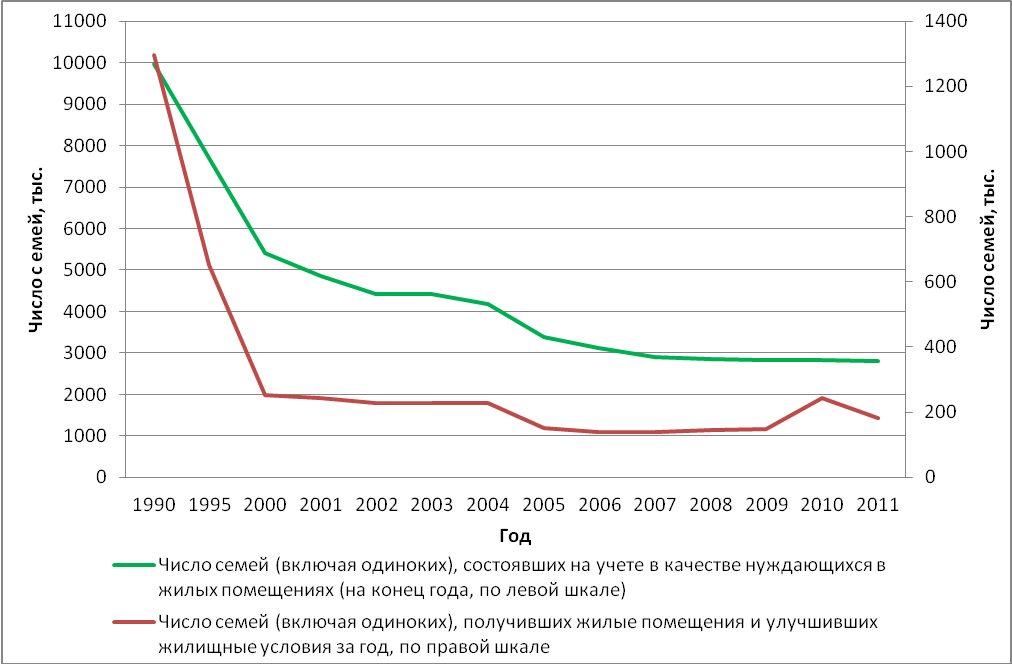 11000
10000
9000
8000
7000
6000
5000
4000
3000
2000
1000
0
Число с емей, тыс.
1400
1200
1000
800
600
400
200
0
Число семей, тыс.
1990 1995 2000 2001 2002 2003 2004 2005 2006 2007 2008 2009 2010 2011
Год
Число семей (включая одиноких), состоявших на учете в качестве нуждающихся в
жилых помещениях (на конец года, по левой шкале)
Число семей (включая одиноких), получивших жилые помещения и улучшивших
жилищные условия за год, по правой шкале